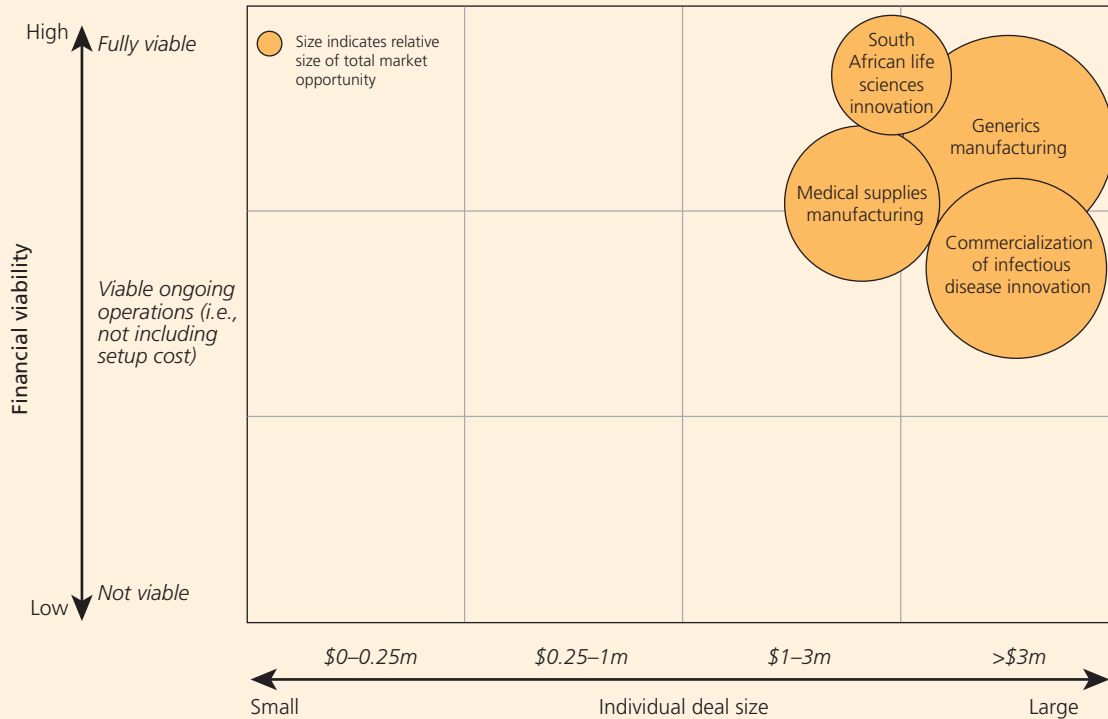 High
Fully viable
Size indicates relative
size of total market
opportunity
South
African life
sciences
innovation
Generics
manufacturing
Medical supplies
manufacturing
Commercialization
of infectious
disease innovation
Financial viability
Viable ongoing
operations (i.e.,
not including
setup cost)
Not viable
Low
$0–0.25m
$0.25–1m
$1–3m
>$3m
Small
Individual deal size
Large